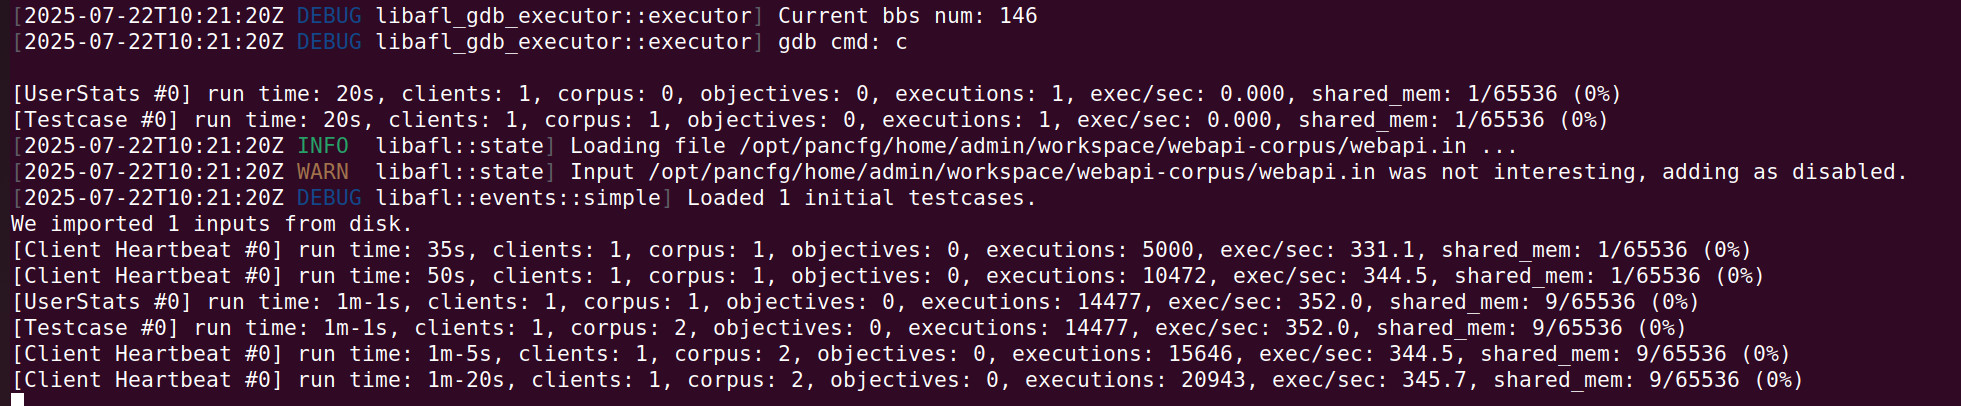 [2025-07-22T10:21:20Z DEBUG libafl_gdb_executor::executor] Current bbs num: 146
[2025-07-22T10:21:20Z DEBUG libafl_gdb_executor::executor] gdb cmd: c
[UserStats #0] run time: 20s, clients: 1, corpus: 0, objectives: 0, executions: 1, exec/sec: 0.000, shared_mem: 1/65536 (0%)
[Testcase #0] run time: 20s, clients: 1, corpus: 1, objectives: 0, executions: 1, exec/sec: 0.000, shared_mem: 1/65536 (0%)
[2025-07-22T10:21:20Z INFO  libafl::state] Loading file /opt/pancfg/home/admin/workspace/webapi-corpus/webapi.in ...
[2025-07-22T10:21:20Z WARN  libafl::state] Input /opt/pancfg/home/admin/workspace/webapi-corpus/webapi.in was not interesting, adding as disabled.
[2025-07-22T10:21:20Z DEBUG libafl::events::simple] Loaded 1 initial testcases.
We imported 1 inputs from disk.
[Client Heartbeat #0] run time: 35s, clients: 1, corpus: 1, objectives: 0, executions: 5000, exec/sec: 331.1, shared_mem: 1/65536 (0%)
[Client Heartbeat #0] run time: 50s, clients: 1, corpus: 1, objectives: 0, executions: 10472, exec/sec: 344.5, shared_mem: 1/65536 (0%)
[UserStats #0] run time: 1m-1s, clients: 1, corpus: 1, objectives: 0, executions: 14477, exec/sec: 352.0, shared_mem: 9/65536 (0%)
[Testcase #0] run time: 1m-1s, clients: 1, corpus: 2, objectives: 0, executions: 14477, exec/sec: 352.0, shared_mem: 9/65536 (0%)
[Client Heartbeat #0] run time: 1m-5s, clients: 1, corpus: 2, objectives: 0, executions: 15646, exec/sec: 344.5, shared_mem: 9/65536 (0%)
[Client Heartbeat #0] run time: 1m-20s, clients: 1, corpus: 2, objectives: 0, executions: 20943, exec/sec: 345.7, shared_mem: 9/65536 (0%)